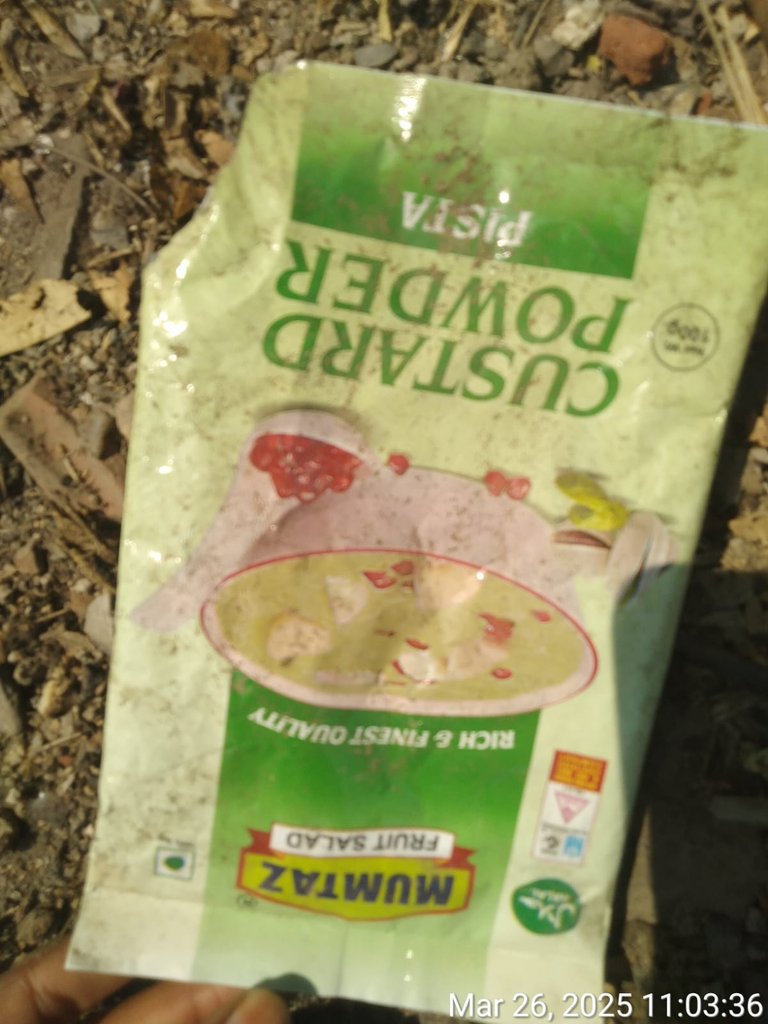 MUMTAZ
®
FRUIT SALAD
RICH & FINEST QUALITY
CUSTARD
POWDER
100g
PISTA
Mar 26, 2025 11:03:36